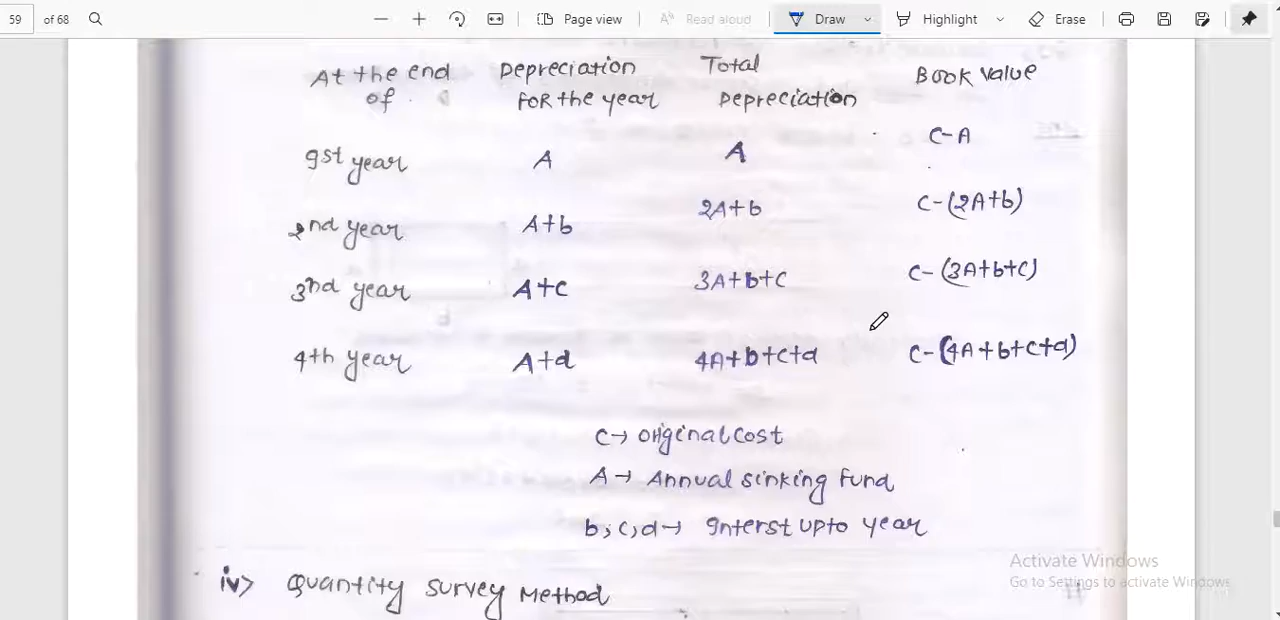 59 of 68 Page view Read aloud Draw Highlight Erase
At the end Depreciation Total Book Value
of For the year Depreciation
1st year A A C-A
2nd year A+b 2A+b C-(2A+b)
3nd year A+c 3A+b+c C-(3A+b+c)
4th year A+d 4A+b+c+d C-(4A+b+c+d)
C→ Original cost
A→ Annual sinking Fund
b,c,d→ Interst upto year
Activate Windows
Go to Settings to activate Windows.
iv> Quantity Survey Method